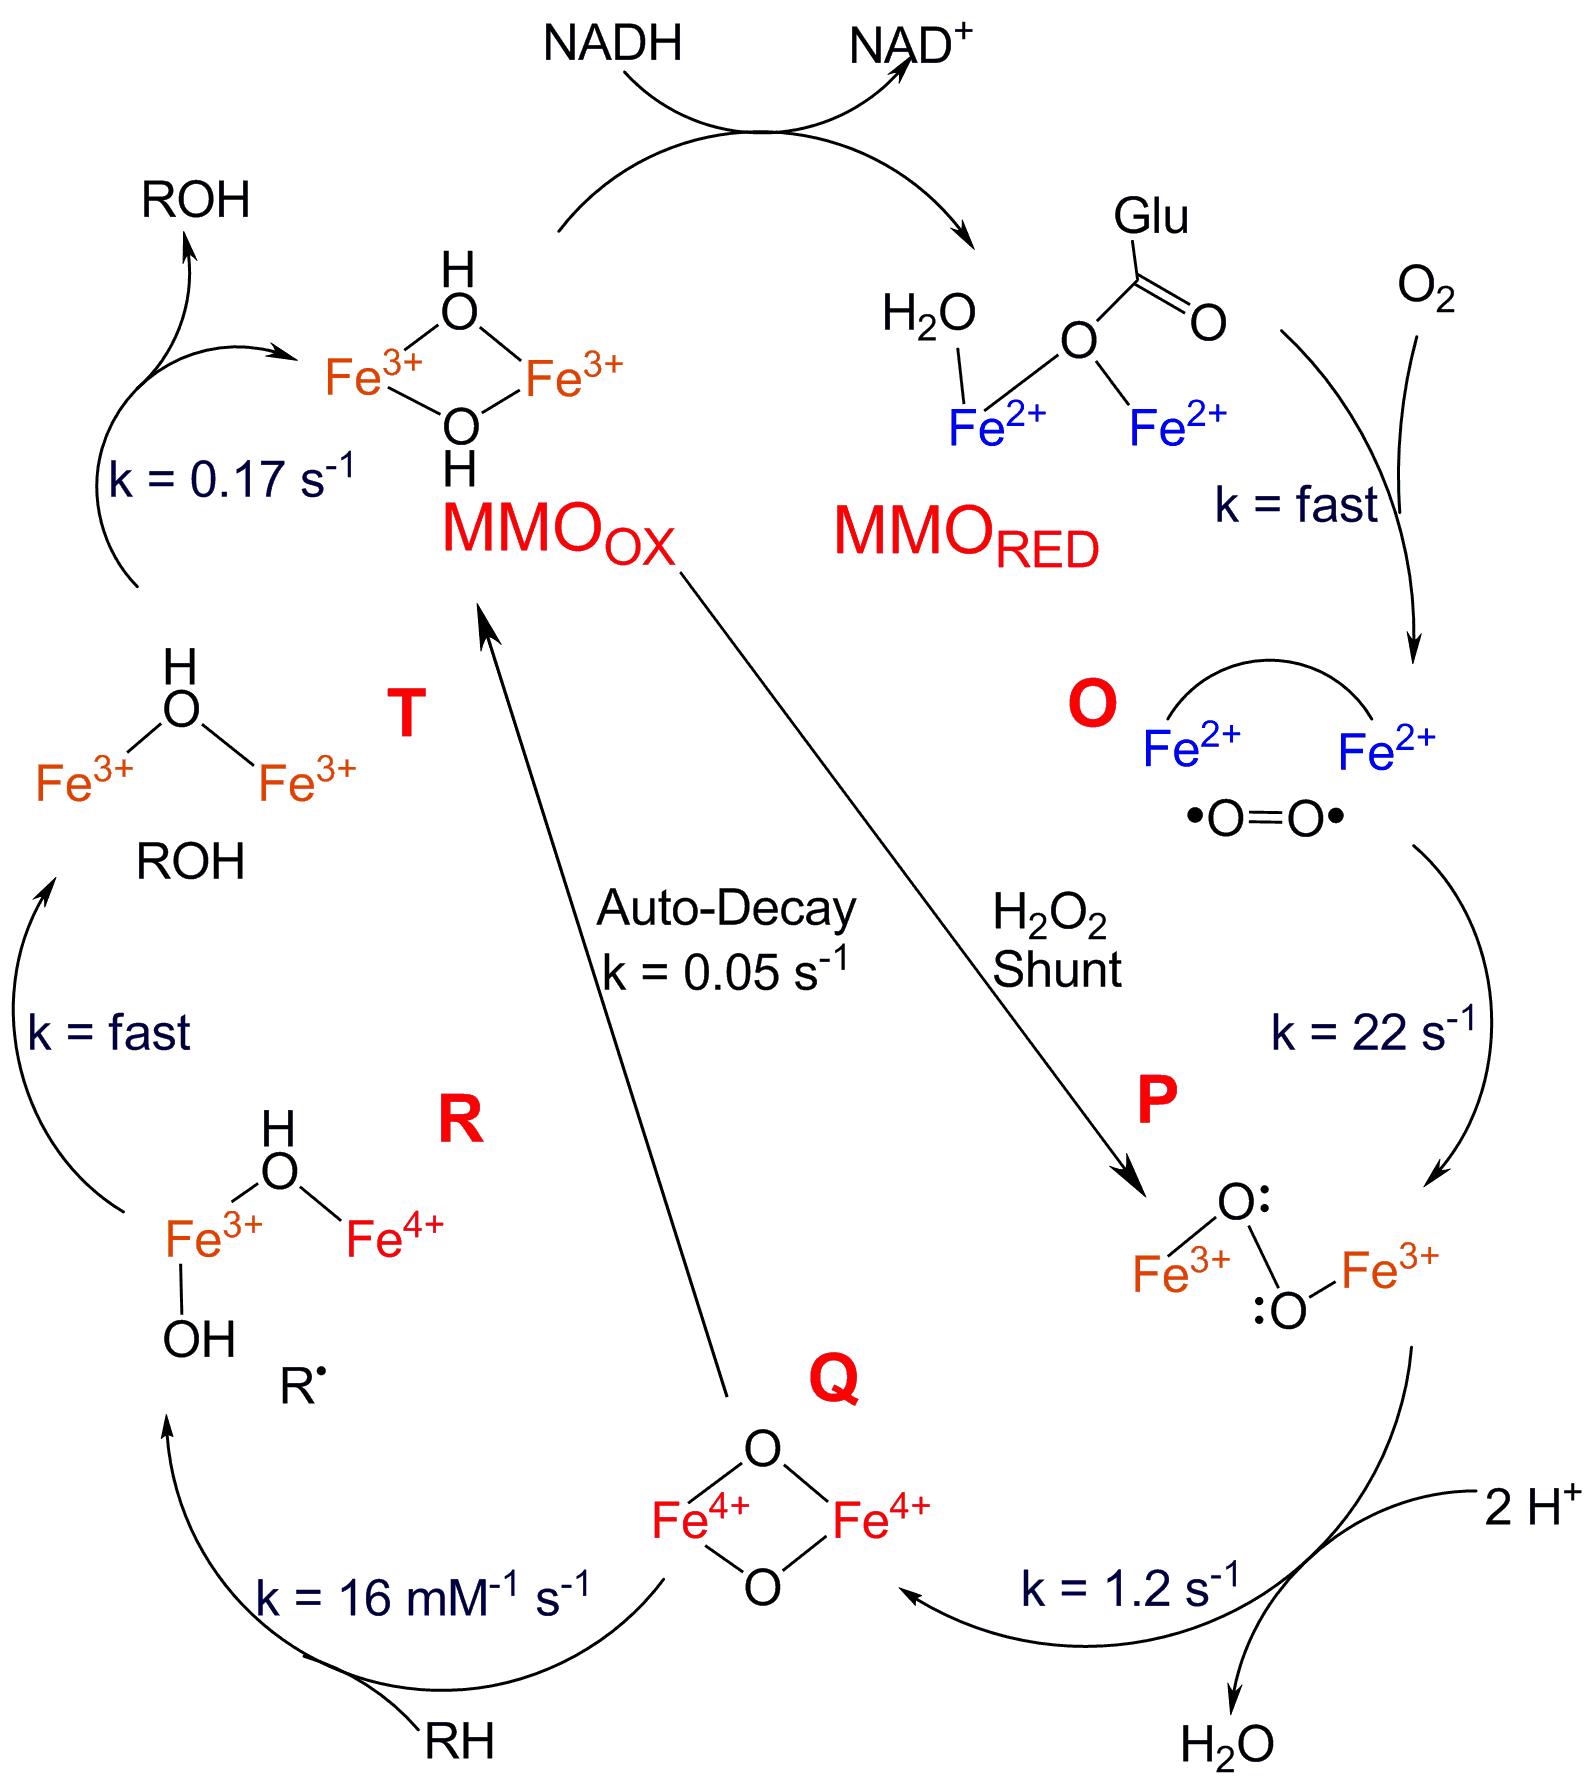 NADH
NAD⁺
ROH
H
O
Fe³⁺ Fe³⁺
O
H
MMO_OX
Glu
H₂O
O
O
Fe²⁺ Fe²⁺
MMO_RED
O₂
k = fast
k = 0.17 s⁻¹
H
O
Fe³⁺ Fe³⁺
ROH
T
O
Fe²⁺ Fe²⁺
•O=O•
Auto-Decay
k = 0.05 s⁻¹
H₂O₂
Shunt
k = 22 s⁻¹
k = fast
P
O:
Fe³⁺ Fe³⁺
:O
R
H
O
Fe³⁺ Fe⁴⁺
OH
R•
Q
O
Fe⁴⁺ Fe⁴⁺
O
2 H⁺
k = 1.2 s⁻¹
H₂O
k = 16 mM⁻¹ s⁻¹
RH